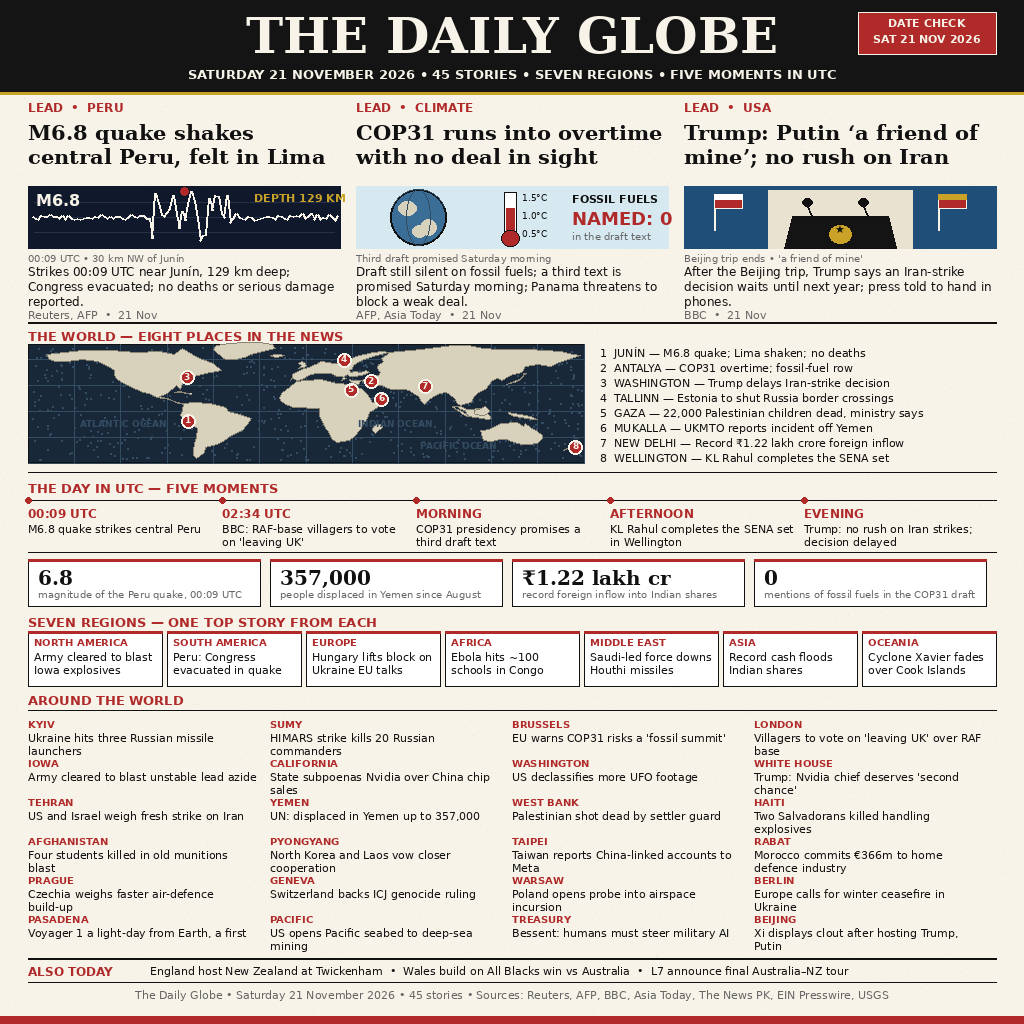 THE DAILY GLOBE
DATE CHECK
SAT 21 NOV 2026
SATURDAY 21 NOVEMBER 2026 • 45 STORIES • SEVEN REGIONS • FIVE MOMENTS IN UTC
LEAD • PERU
M6.8 quake shakes
central Peru, felt in Lima
M6.8
DEPTH 129 KM
00:09 UTC • 30 km NW of Junín
Strikes 00:09 UTC near Junín, 129 km deep;
Congress evacuated; no deaths or serious damage
reported.
Reuters, AFP • 21 Nov
LEAD • CLIMATE
COP31 runs into overtime
with no deal in sight
1.5°C
1.0°C
0.5°C
FOSSIL FUELS
NAMED: 0
in the draft text
Third draft promised Saturday morning
Draft still silent on fossil fuels; a third text is
promised Saturday morning; Panama threatens to
block a weak deal.
AFP, Asia Today • 21 Nov
LEAD • USA
Trump: Putin ‘a friend of
mine’; no rush on Iran
Beijing trip ends • 'a friend of mine'
After the Beijing trip, Trump says an Iran-strike
decision waits until next year; press told to hand in
phones.
BBC • 21 Nov
THE WORLD — EIGHT PLACES IN THE NEWS
ATLANTIC OCEAN
INDIAN OCEAN
PACIFIC OCEAN
1
2
3
4
5
6
7
8
1 JUNÍN — M6.8 quake; Lima shaken; no deaths
2 ANTALYA — COP31 overtime; fossil-fuel row
3 WASHINGTON — Trump delays Iran-strike decision
4 TALLINN — Estonia to shut Russia border crossings
5 GAZA — 22,000 Palestinian children dead, ministry says
6 MUKALLA — UKMTO reports incident off Yemen
7 NEW DELHI — Record ₹1.22 lakh crore foreign inflow
8 WELLINGTON — KL Rahul completes the SENA set
THE DAY IN UTC — FIVE MOMENTS
00:09 UTC
M6.8 quake strikes central Peru
02:34 UTC
BBC: RAF-base villagers to vote
on 'leaving UK'
MORNING
COP31 presidency promises a
third draft text
AFTERNOON
KL Rahul completes the SENA set
in Wellington
EVENING
Trump: no rush on Iran strikes;
decision delayed
6.8
magnitude of the Peru quake, 00:09 UTC
357,000
people displaced in Yemen since August
₹1.22 lakh cr
record foreign inflow into Indian shares
0
mentions of fossil fuels in the COP31 draft
SEVEN REGIONS — ONE TOP STORY FROM EACH
NORTH AMERICA
Army cleared to blast
Iowa explosives
SOUTH AMERICA
Peru: Congress
evacuated in quake
EUROPE
Hungary lifts block on
Ukraine EU talks
AFRICA
Ebola hits ~100
schools in Congo
MIDDLE EAST
Saudi-led force downs
Houthi missiles
ASIA
Record cash floods
Indian shares
OCEANIA
Cyclone Xavier fades
over Cook Islands
AROUND THE WORLD
KYIV
Ukraine hits three Russian missile
launchers
SUMY
HIMARS strike kills 20 Russian
commanders
BRUSSELS
EU warns COP31 risks a 'fossil summit'
LONDON
Villagers to vote on 'leaving UK' over RAF
base
IOWA
Army cleared to blast unstable lead azide
CALIFORNIA
State subpoenas Nvidia over China chip
sales
WASHINGTON
US declassifies more UFO footage
WHITE HOUSE
Trump: Nvidia chief deserves 'second
chance'
TEHRAN
US and Israel weigh fresh strike on Iran
YEMEN
UN: displaced in Yemen up to 357,000
WEST BANK
Palestinian shot dead by settler guard
HAITI
Two Salvadorans killed handling
explosives
AFGHANISTAN
Four students killed in old munitions
blast
PYONGYANG
North Korea and Laos vow closer
cooperation
TAIPEI
Taiwan reports China-linked accounts to
Meta
RABAT
Morocco commits €366m to home
defence industry
PRAGUE
Czechia weighs faster air-defence
build-up
GENEVA
Switzerland backs ICJ genocide ruling
WARSAW
Poland opens probe into airspace
incursion
BERLIN
Europe calls for winter ceasefire in
Ukraine
PASADENA
Voyager 1 a light-day from Earth, a first
PACIFIC
US opens Pacific seabed to deep-sea
mining
TREASURY
Bessent: humans must steer military AI
BEIJING
Xi displays clout after hosting Trump,
Putin
ALSO TODAY
England host New Zealand at Twickenham • Wales build on All Blacks win vs Australia • L7 announce final Australia–NZ tour
The Daily Globe • Saturday 21 November 2026 • 45 stories • Sources: Reuters, AFP, BBC, Asia Today, The News PK, EIN Presswire, USGS